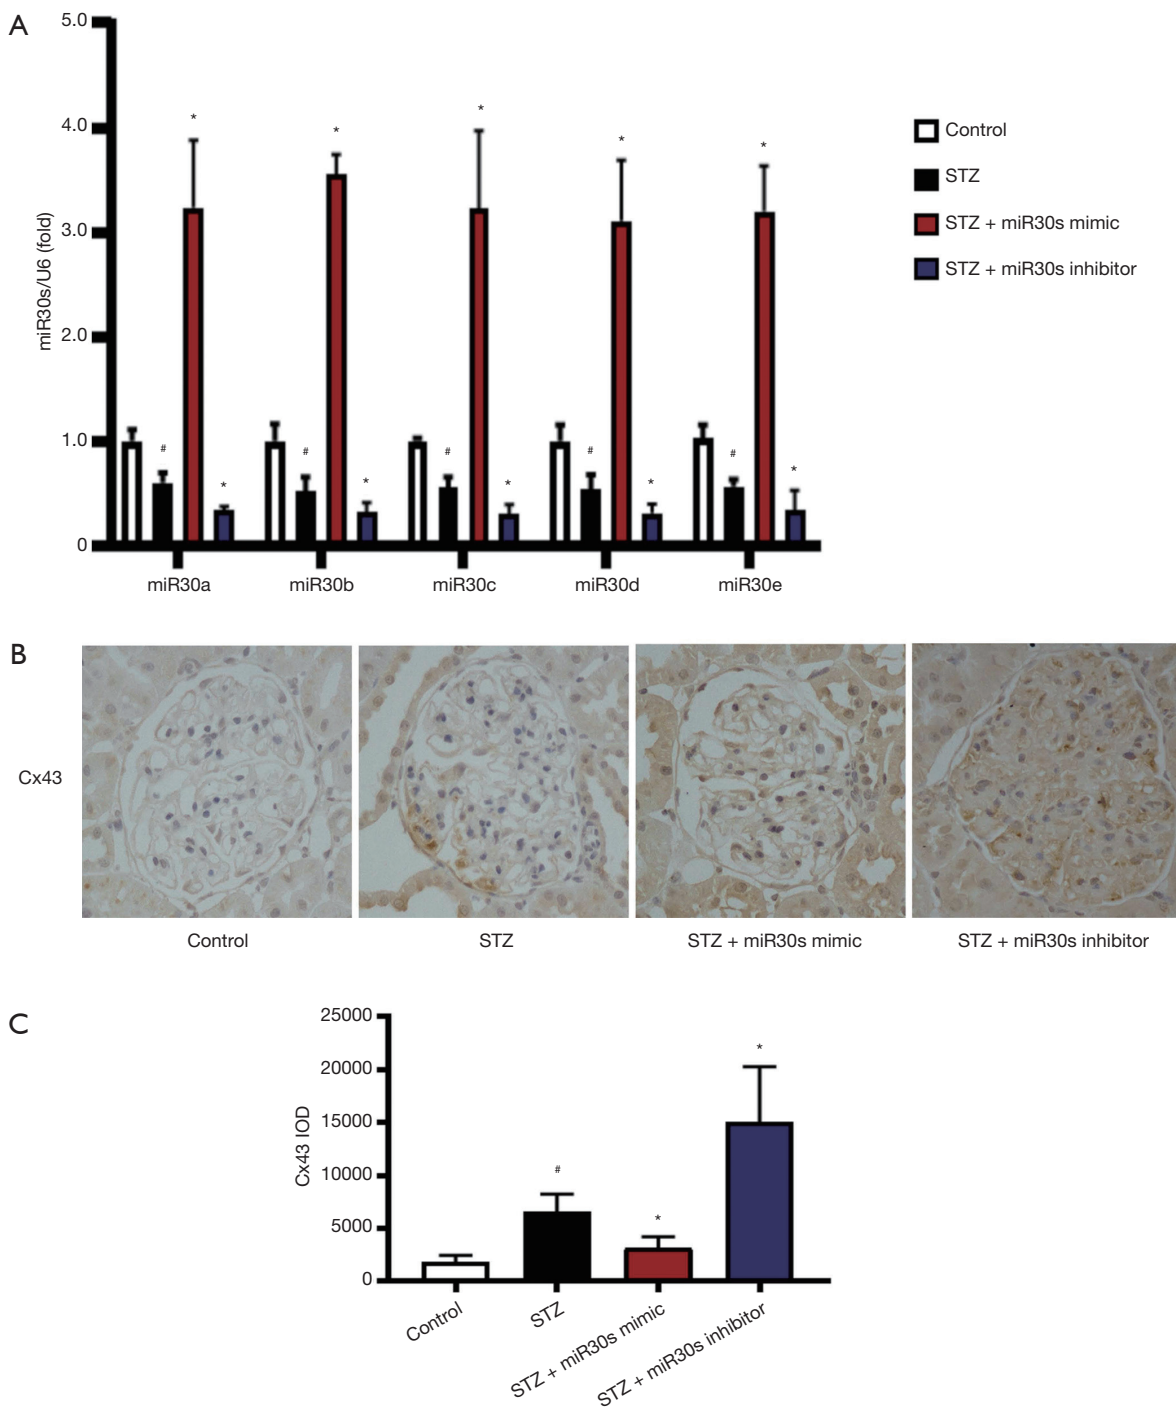 A
5.0
4.0
3.0
2.0
1.0
0
miR30s/U6 (fold)
*
*
*
*
*
#
#
#
#
#
*
*
*
*
*
miR30a
miR30b
miR30c
miR30d
miR30e
Control
STZ
STZ + miR30s mimic
STZ + miR30s inhibitor
B
Cx43
Control
STZ
STZ + miR30s mimic
STZ + miR30s inhibitor
C
25000
20000
15000
10000
5000
0
Cx43 IOD
#
*
*
Control
STZ
STZ + miR30s mimic
STZ + miR30s inhibitor